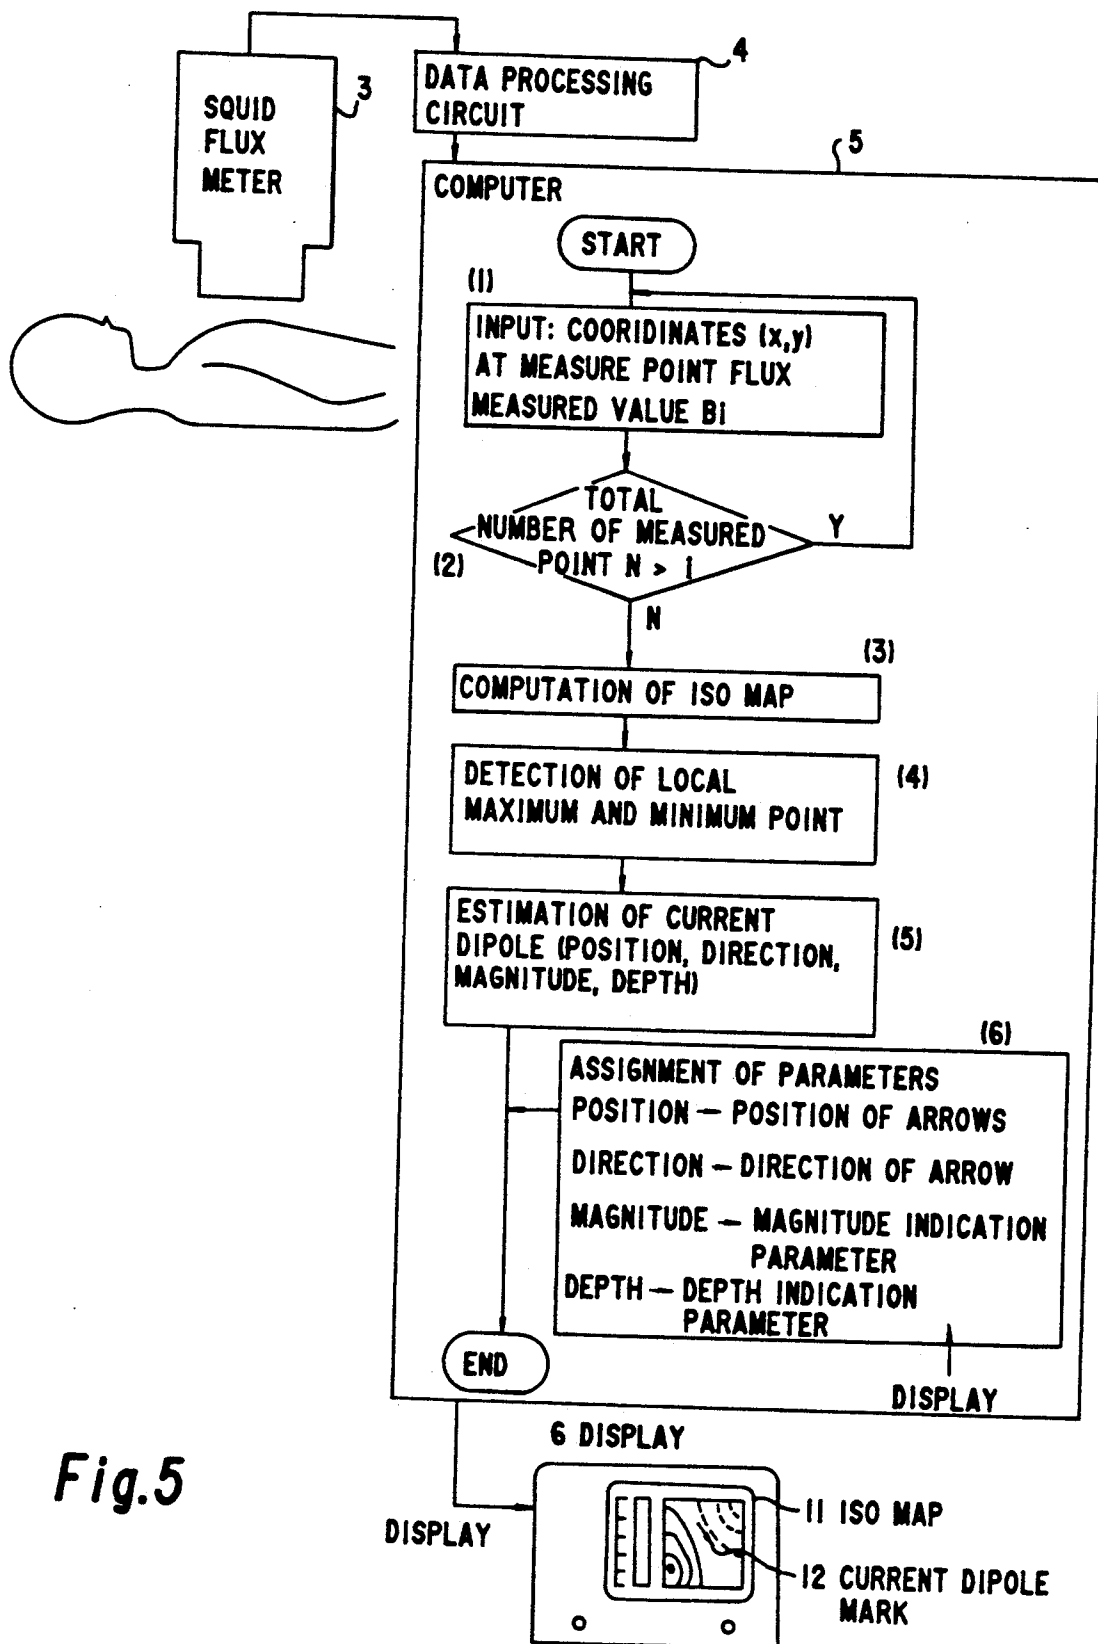 SQUID
FLUX
METER
3
DATA PROCESSING
CIRCUIT
4
5
COMPUTER
START
(1)
INPUT: COORIDINATES (x,y)
AT MEASURE POINT FLUX
MEASURED VALUE Bi
TOTAL
NUMBER OF MEASURED
POINT N > i
(2)
Y
N
(3)
COMPUTATION OF ISO MAP
DETECTION OF LOCAL
MAXIMUM AND MINIMUM POINT
(4)
ESTIMATION OF CURRENT
DIPOLE (POSITION, DIRECTION,
MAGNITUDE, DEPTH)
(5)
(6)
ASSIGNMENT OF PARAMETERS
POSITION — POSITION OF ARROWS
DIRECTION — DIRECTION OF ARROW
MAGNITUDE — MAGNITUDE INDICATION
PARAMETER
DEPTH — DEPTH INDICATION
PARAMETER
END
DISPLAY
6 DISPLAY
DISPLAY
11 ISO MAP
12 CURRENT DIPOLE
MARK
Fig.5